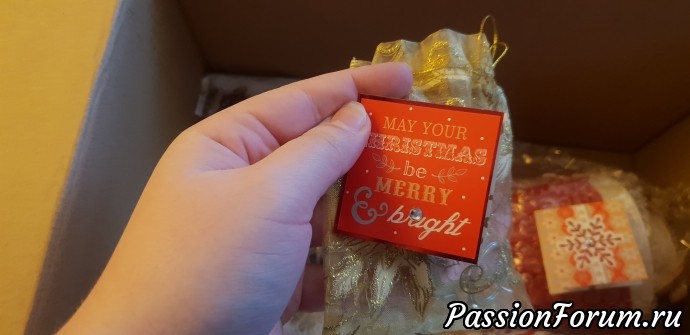 MAY YOUR
CHRISTMAS
be
MERRY
& bright
PassionForum.ru